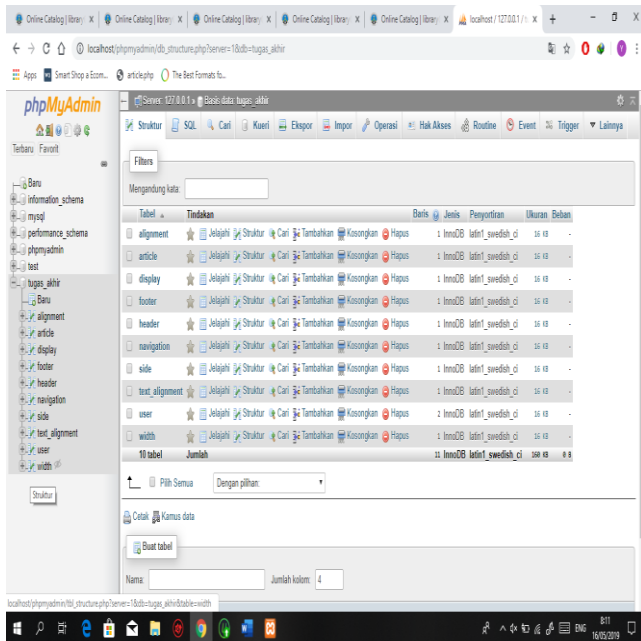 Online Catalog | library X Online Catalog | library X Online Catalog | library X Online Catalog | library X Online Catalog | library X localhost / 127.0.0.1 / t X + - X
localhost/phpmyadmin/db_structure.php?server=1&db=tugas_akhir
Apps Smart Shop a Ecom... article.php The Best Formats fo...
phpMyAdmin
Terbaru Favorit
Baru
information_schema
mysql
performance_schema
phpmyadmin
test
tugas_akhir
Baru
alignment
article
display
footer
header
navigation
side
text_alignment
user
width
Struktur
Server: 127.0.0.1 » Basis data: tugas_akhir
Struktur SQL Cari Kueri Ekspor Impor Operasi Hak Akses Routine Event Trigger Lainnya
Filters
Mengandung kata:
Tabel Tindakan Baris Jenis Penyortiran Ukuran Beban
alignment Jelajahi Struktur Cari Tambahkan Kosongkan Hapus 1 InnoDB latin1_swedish_ci 16 KB -
article Jelajahi Struktur Cari Tambahkan Kosongkan Hapus 1 InnoDB latin1_swedish_ci 16 KB -
display Jelajahi Struktur Cari Tambahkan Kosongkan Hapus 1 InnoDB latin1_swedish_ci 16 KB -
footer Jelajahi Struktur Cari Tambahkan Kosongkan Hapus 1 InnoDB latin1_swedish_ci 16 KB -
header Jelajahi Struktur Cari Tambahkan Kosongkan Hapus 1 InnoDB latin1_swedish_ci 16 KB -
navigation Jelajahi Struktur Cari Tambahkan Kosongkan Hapus 1 InnoDB latin1_swedish_ci 16 KB -
side Jelajahi Struktur Cari Tambahkan Kosongkan Hapus 1 InnoDB latin1_swedish_ci 16 KB -
text_alignment Jelajahi Struktur Cari Tambahkan Kosongkan Hapus 1 InnoDB latin1_swedish_ci 16 KB -
user Jelajahi Struktur Cari Tambahkan Kosongkan Hapus 2 InnoDB latin1_swedish_ci 16 KB -
width Jelajahi Struktur Cari Tambahkan Kosongkan Hapus 1 InnoDB latin1_swedish_ci 16 KB -
10 tabel Jumlah 11 InnoDB latin1_swedish_ci 160 KB 0 B
Pilih Semua Dengan pilihan:
Cetak Kamus data
Buat tabel
Nama: Jumlah kolom: 4
localhost/phpmyadmin/tbl_structure.php?server=1&db=tugas_akhir&table=width
ENG 8:11
16/05/2019